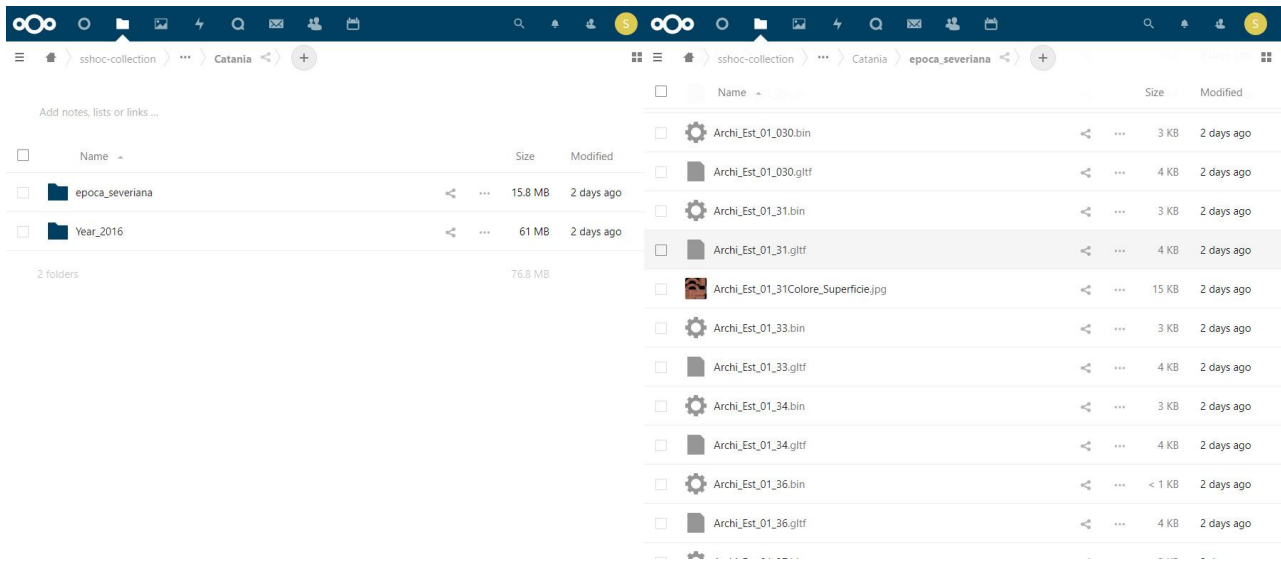 S
sshoc-collection ••• Catania
Add notes, lists or links ...
Name Size Modified
epoca_severiana ••• 15.8 MB 2 days ago
Year_2016 ••• 61 MB 2 days ago
2 folders 76.8 MB
S
sshoc-collection ••• Catania epoca_severiana
Name Size Modified
Archi_Est_01_030.bin ••• 3 KB 2 days ago
Archi_Est_01_030.gltf ••• 4 KB 2 days ago
Archi_Est_01_31.bin ••• 3 KB 2 days ago
Archi_Est_01_31.gltf ••• 4 KB 2 days ago
Archi_Est_01_31Colore_Superficie.jpg ••• 15 KB 2 days ago
Archi_Est_01_33.bin ••• 3 KB 2 days ago
Archi_Est_01_33.gltf ••• 4 KB 2 days ago
Archi_Est_01_34.bin ••• 3 KB 2 days ago
Archi_Est_01_34.gltf ••• 4 KB 2 days ago
Archi_Est_01_36.bin ••• < 1 KB 2 days ago
Archi_Est_01_36.gltf ••• 4 KB 2 days ago